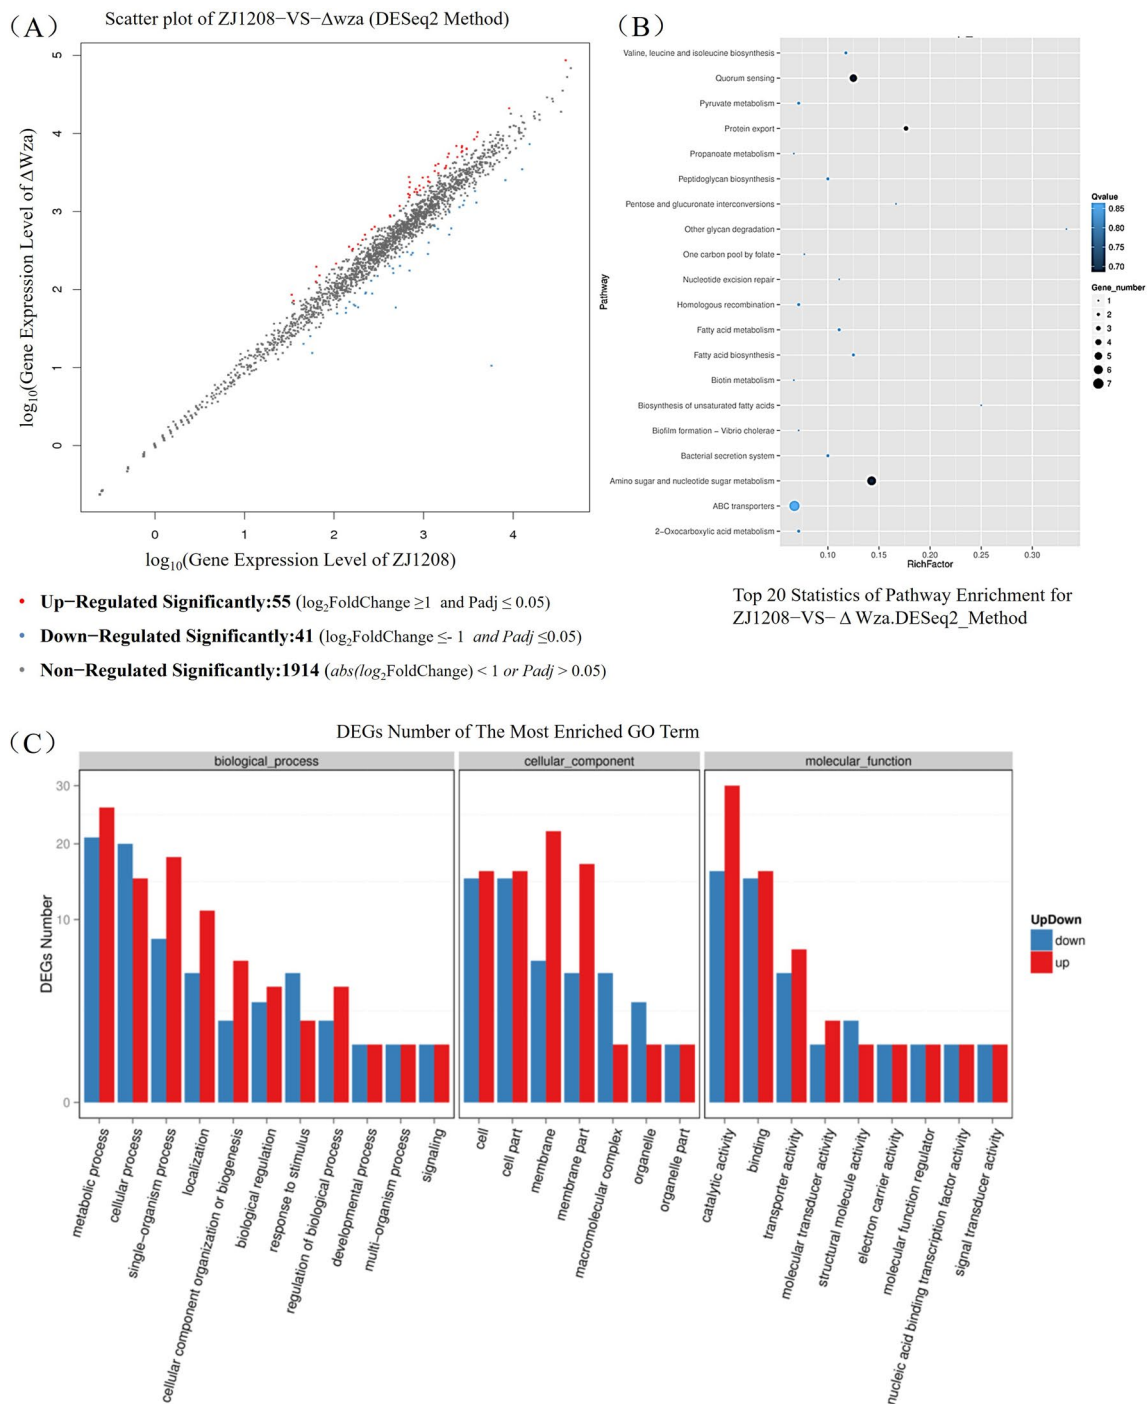 (A)
Scatter plot of ZJ1208−VS−Δwza (DESeq2 Method)
log₁₀(Gene Expression Level of ΔWza)
5
4
3
2
1
0
0
1
2
3
4
log₁₀(Gene Expression Level of ZJ1208)
Up−Regulated Significantly:55 (log₂FoldChange ≥1 and Padj ≤ 0.05)
Down−Regulated Significantly:41 (log₂FoldChange ≤- 1 and Padj ≤0.05)
Non−Regulated Significantly:1914 (abs(log₂FoldChange) < 1 or Padj > 0.05)
(B)
Pathway
Valine, leucine and isoleucine biosynthesis
Quorum sensing
Pyruvate metabolism
Protein export
Propanoate metabolism
Peptidoglycan biosynthesis
Pentose and glucuronate interconversions
Other glycan degradation
One carbon pool by folate
Nucleotide excision repair
Homologous recombination
Fatty acid metabolism
Fatty acid biosynthesis
Biotin metabolism
Biosynthesis of unsaturated fatty acids
Biofilm formation − Vibrio cholerae
Bacterial secretion system
Amino sugar and nucleotide sugar metabolism
ABC transporters
2−Oxocarboxylic acid metabolism
0.10
0.15
0.20
0.25
0.30
RichFactor
Qvalue
0.85
0.80
0.75
0.70
Gene_number
1
2
3
4
5
6
7
Top 20 Statistics of Pathway Enrichment for
ZJ1208−VS− Δ Wza.DESeq2_Method
(C)
DEGs Number of The Most Enriched GO Term
biological_process
cellular_component
molecular_function
DEGs Number
30
20
10
0
metabolic process
cellular process
single−organism process
localization
cellular component organization or biogenesis
biological regulation
response to stimulus
regulation of biological process
developmental process
multi−organism process
signaling
cell
cell part
membrane
membrane part
macromolecular complex
organelle
organelle part
catalytic activity
binding
transporter activity
molecular transducer activity
structural molecule activity
electron carrier activity
molecular function regulator
nucleic acid binding transcription factor activity
signal transducer activity
UpDown
down
up